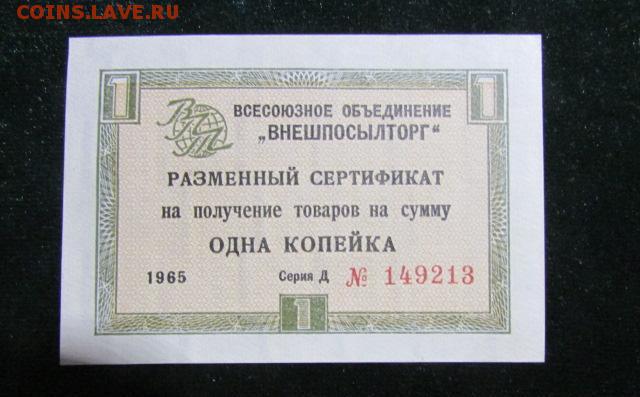 COINS.LAVE.RU
1 1
ВПТ
ВСЕСОЮЗНОЕ ОБЪЕДИНЕНИЕ
„ВНЕШПОСЫЛТОРГ“
РАЗМЕННЫЙ СЕРТИФИКАТ
на получение товаров на сумму
ОДНА КОПЕЙКА
1965 Серия Д № 149213
1